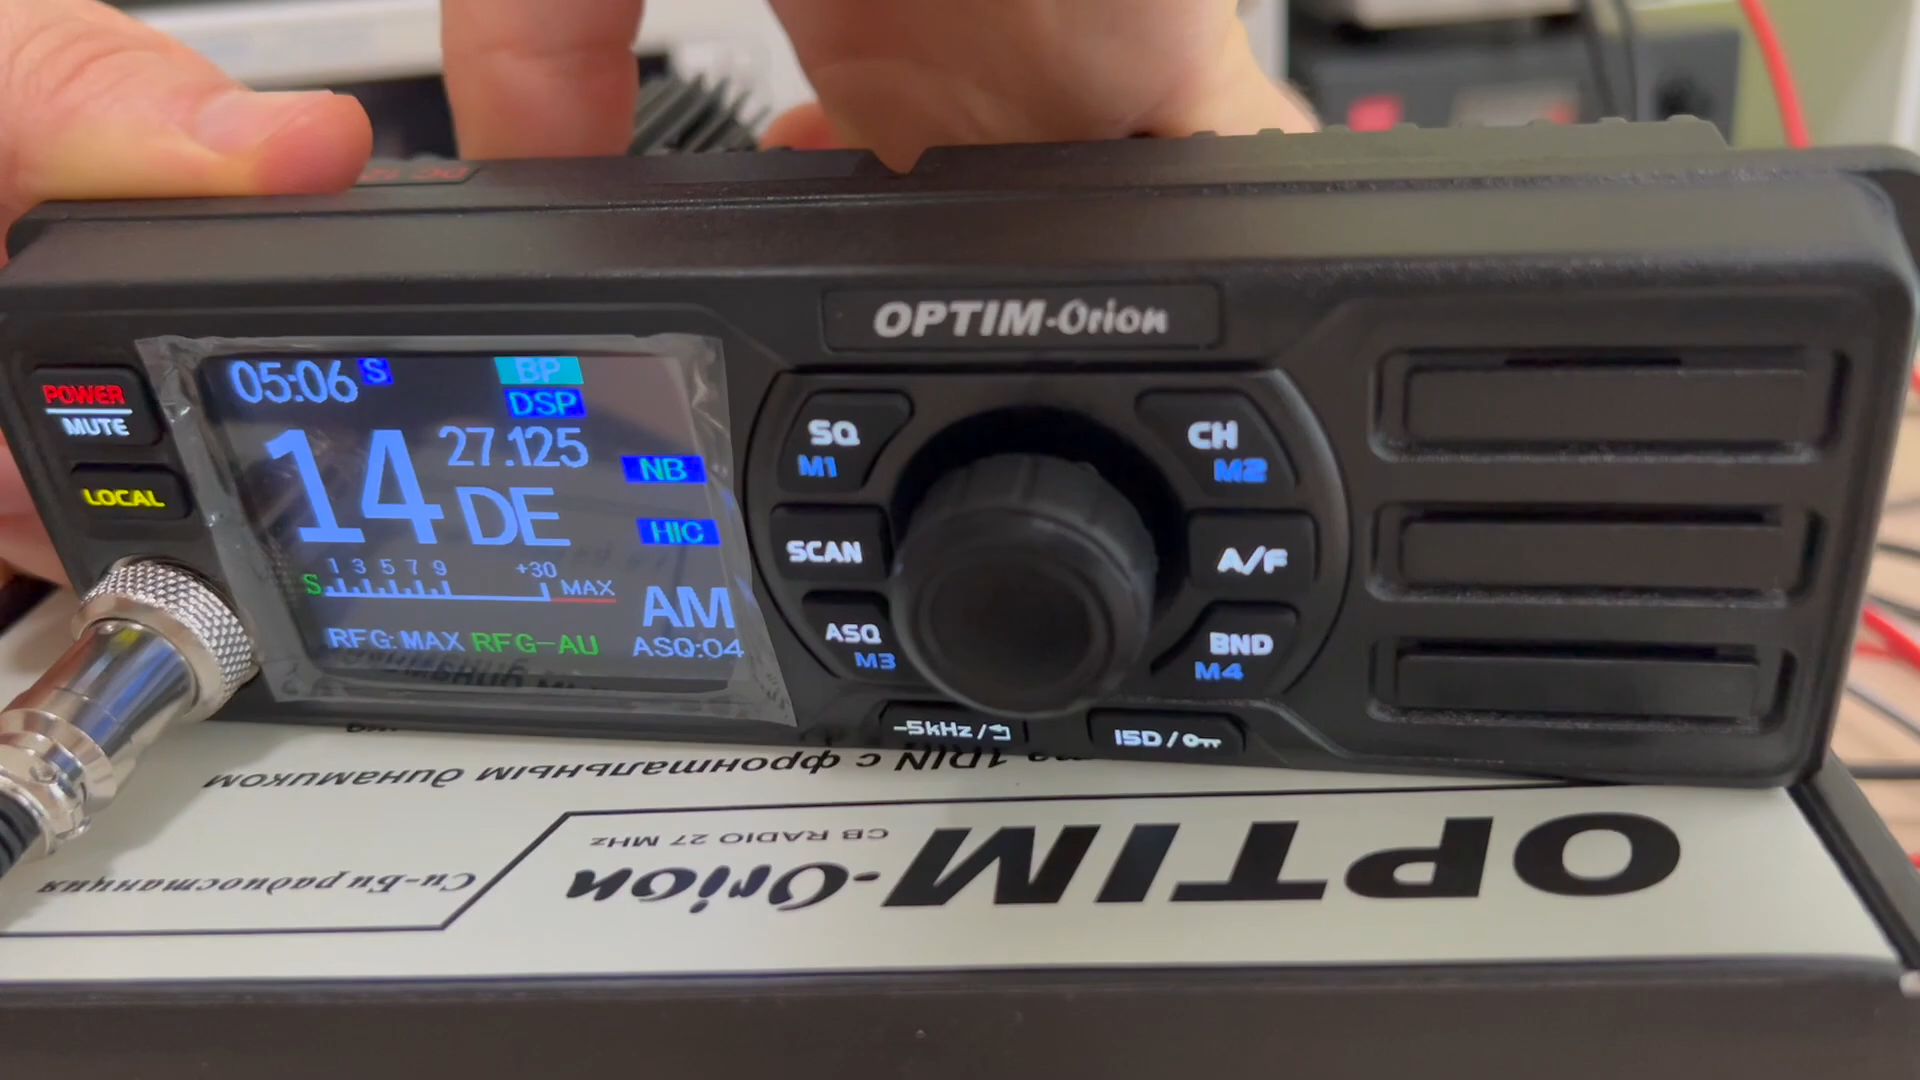 DC 12
OPTIM-Orion
POWER
MUTE
LOCAL
05:06 S BP
DSP
14 27.125
DE
NB
HIC
1 3 5 7 9 +30
S MAX
AM
RFG:MAX RFG-AU ASQ:04
SQ
M1
CH
M2
SCAN
A/F
ASQ
M3
BND
M4
-5kHz/
ISD/
OPTIM-Orion
CB RADIO 27 MHz
Си-Би радиостанция
1DIN с фронтальным динамиком